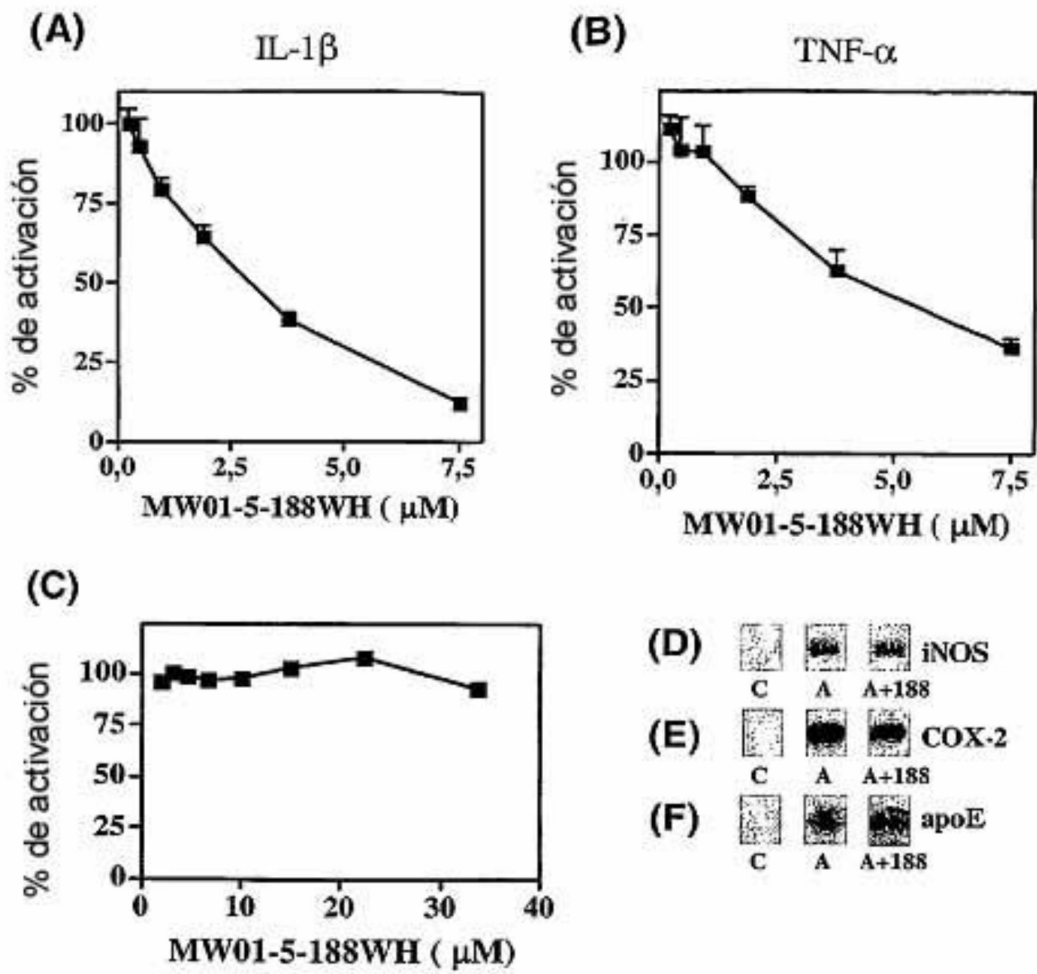 (A)
IL-1β
% de activación
100
75
50
25
0
0,0 2,5 5,0 7,5
MW01-5-188WH ( μM)
(B)
TNF-α
% de activación
100
75
50
25
0
0,0 2,5 5,0 7,5
MW01-5-188WH ( μM)
(C)
% de activación
100
75
50
25
0
0 10 20 30 40
MW01-5-188WH ( μM)
(D) iNOS
C A A+188
(E) COX-2
C A A+188
(F) apoE
C A A+188